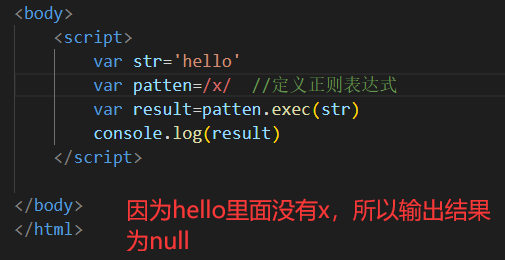 <body>
<script>
var str='hello'
var patten=/x/ //定义正则表达式
var result=patten.exec(str)
console.log(result)
</script>
</body>
</html>
因为hello里面没有x，所以输出结果
为null